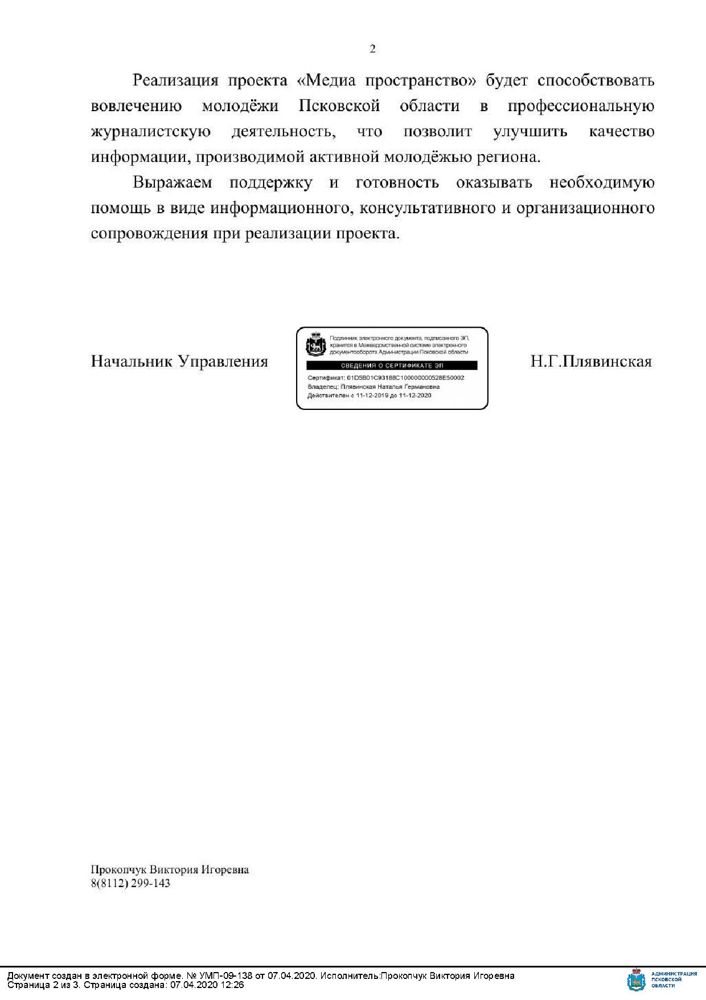 2
Реализация проекта «Медиа пространство» будет способствовать
вовлечению молодёжи Псковской области в профессиональную
журналистскую деятельность, что позволит улучшить качество
информации, производимой активной молодёжью региона.
Выражаем поддержку и готовность оказывать необходимую
помощь в виде информационного, консультативного и организационного
сопровождения при реализации проекта.
Начальник Управления
Подлинник электронного документа, подписанного ЭП,
хранится в Межведомственной системе электронного
документооборота Администрации Псковской области
СВЕДЕНИЯ О СЕРТИФИКАТЕ ЭП
Сертификат: 01D5B01C93188C100000000528E50002
Владелец: Плявинская Наталья Германовна
Действителен с 11-12-2019 до 11-12-2020
Н.Г.Плявинская
Прокопчук Виктория Игоревна
8(8112) 299-143
Документ создан в электронной форме. № УМП-09-138 от 07.04.2020. Исполнитель:Прокопчук Виктория Игоревна
Страница 2 из 3. Страница создана: 07.04.2020 12:26
АДМИНИСТРАЦИЯ
ПСКОВСКОЙ
ОБЛАСТИ